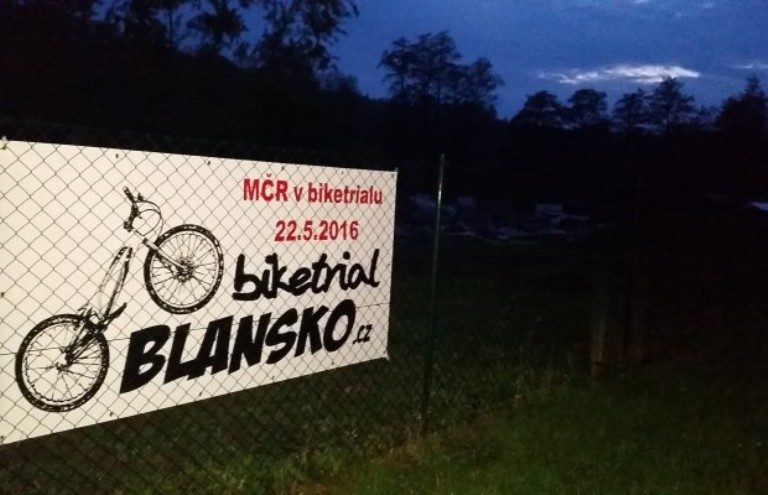 MČR v biketrialu
22.5.2016
biketrial
BLANSKO.cz